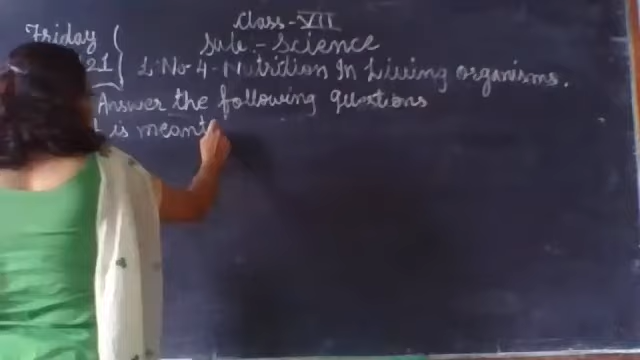 Class-VII
Friday
Sub:- Science
21
L.No-4-Nutrition In Living organisms.
Answer the following questions
is meant